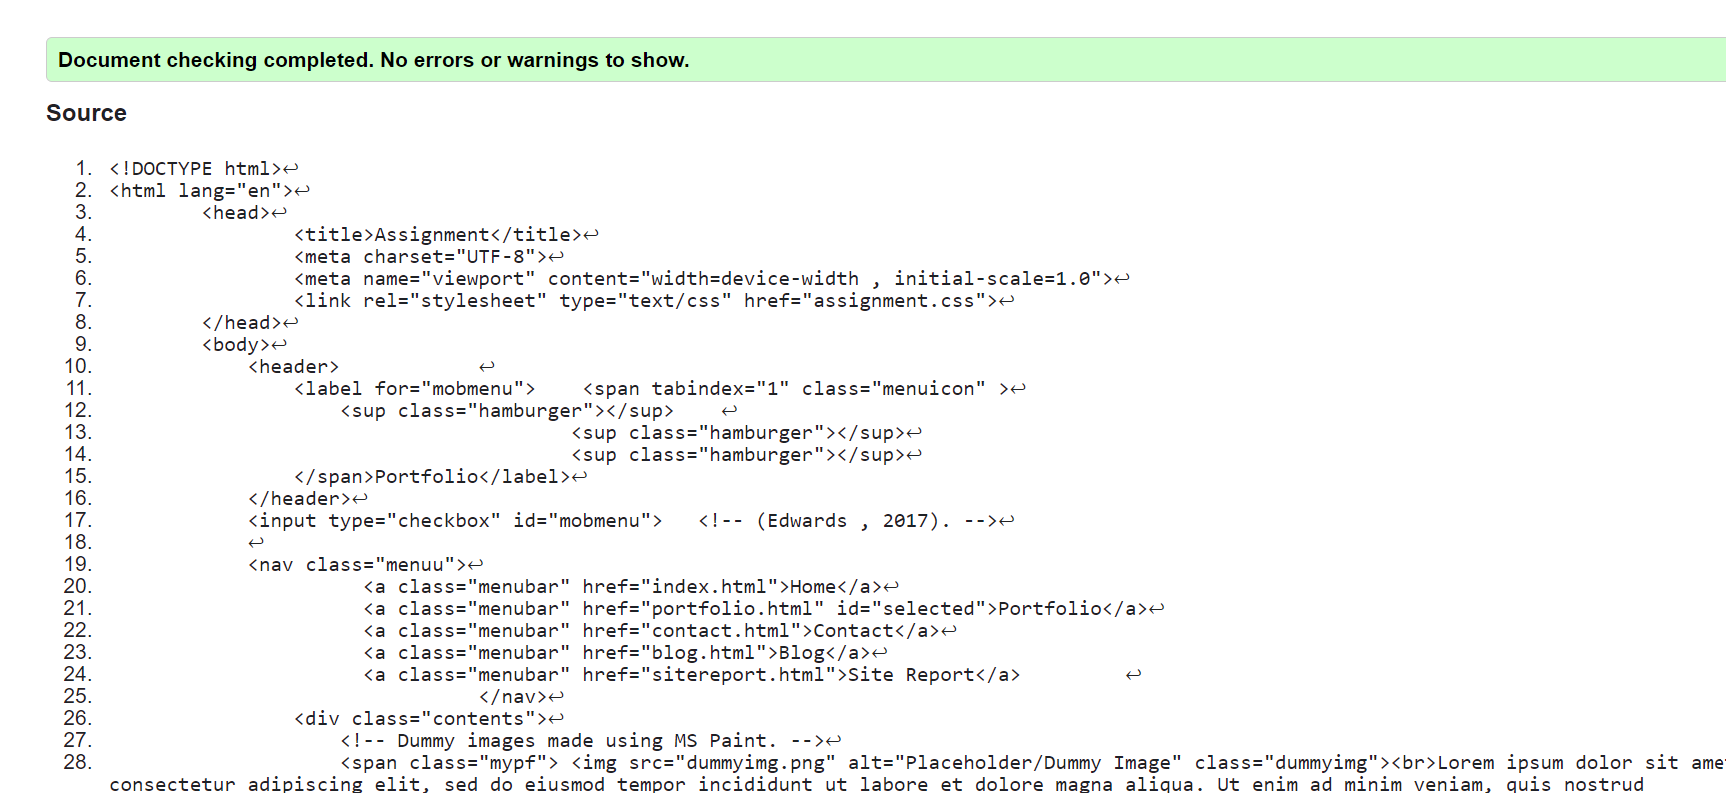 Document checking completed. No errors or warnings to show.
Source
1. <!DOCTYPE html>↩
2. <html lang="en">↩
3. <head>↩
4. <title>Assignment</title>↩
5. <meta charset="UTF-8">↩
6. <meta name="viewport" content="width=device-width , initial-scale=1.0">↩
7. <link rel="stylesheet" type="text/css" href="assignment.css">↩
8. </head>↩
9. <body>↩
10. <header> ↩
11. <label for="mobmenu"> <span tabindex="1" class="menuicon" >↩
12. <sup class="hamburger"></sup> ↩
13. <sup class="hamburger"></sup>↩
14. <sup class="hamburger"></sup>↩
15. </span>Portfolio</label>↩
16. </header>↩
17. <input type="checkbox" id="mobmenu"> <!-- (Edwards , 2017). -->↩
18. ↩
19. <nav class="menuu">↩
20. <a class="menubar" href="index.html">Home</a>↩
21. <a class="menubar" href="portfolio.html" id="selected">Portfolio</a>↩
22. <a class="menubar" href="contact.html">Contact</a>↩
23. <a class="menubar" href="blog.html">Blog</a>↩
24. <a class="menubar" href="sitereport.html">Site Report</a> ↩
25. </nav>↩
26. <div class="contents">↩
27. <!-- Dummy images made using MS Paint. -->↩
28. <span class="mypf"> <img src="dummyimg.png" alt="Placeholder/Dummy Image" class="dummyimg"><br>Lorem ipsum dolor sit ame
consectetur adipiscing elit, sed do eiusmod tempor incididunt ut labore et dolore magna aliqua. Ut enim ad minim veniam, quis nostrud